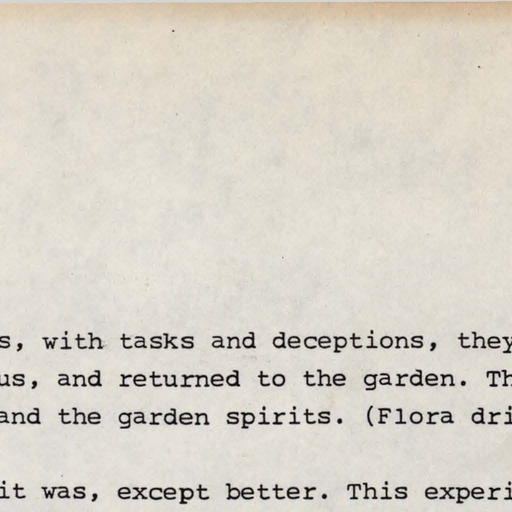 s, with tasks and deceptions, they
us, and returned to the garden. Th
and the garden spirits. (Flora dri
it was, except better. This experi